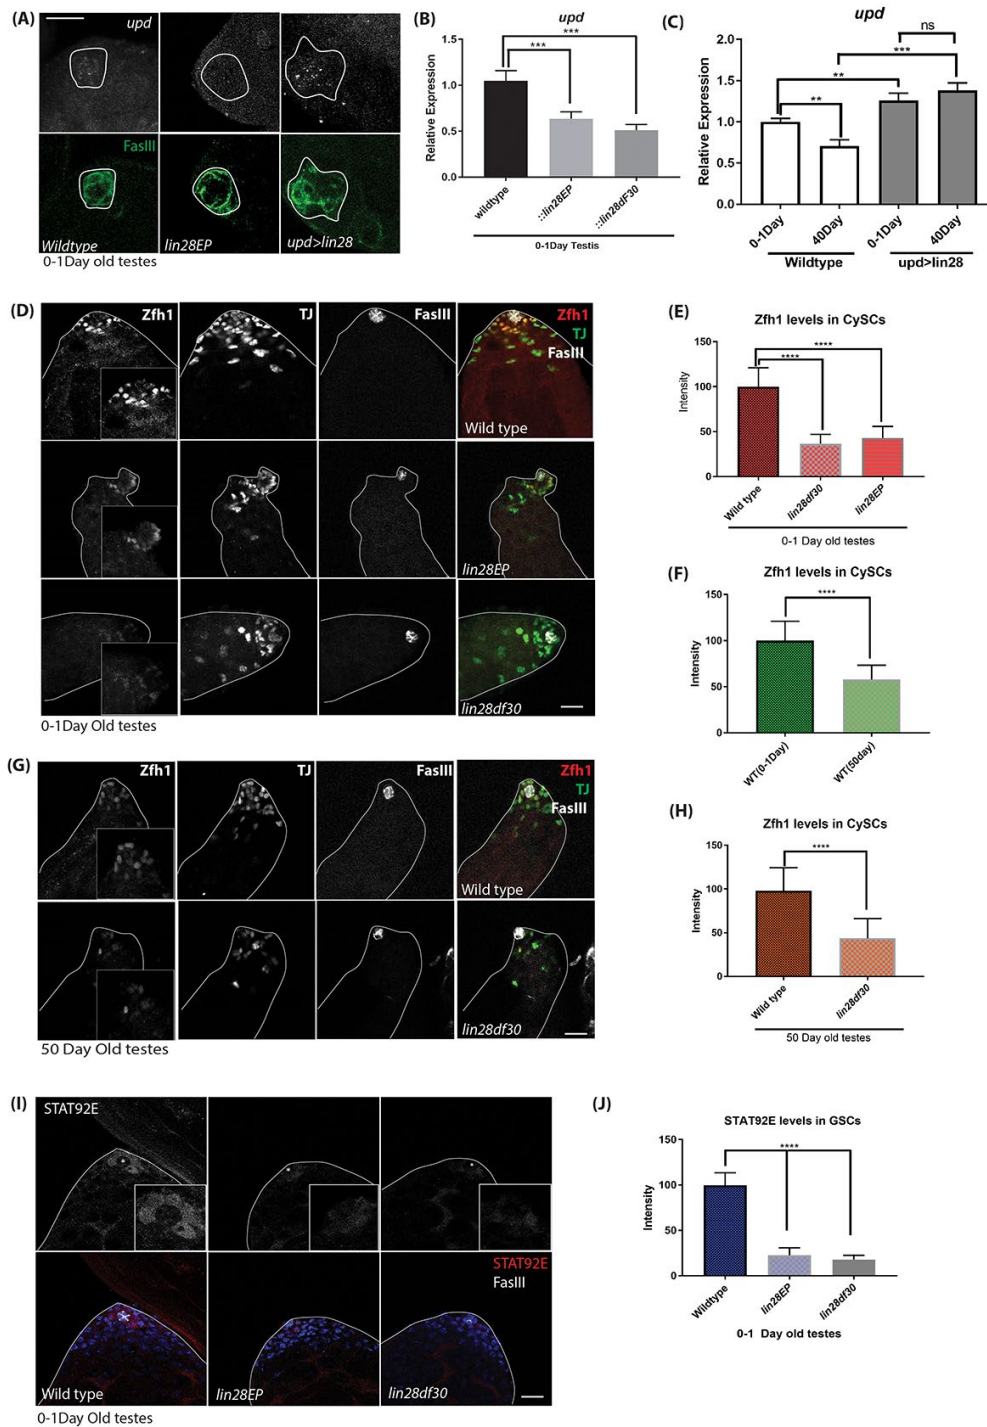 (A)
upd
FasIII
Wildtype
lin28EP
upd>lin28
0-1Day old testes
(B)
upd
Relative Expression
1.5
1.0
0.5
0.0
***
***
wildtype
::lin28EP
::lin28dF30
0-1Day Testis
(C)
upd
Relative Expression
2.0
1.5
1.0
0.5
0.0
ns
***
**
**
0-1Day
40Day
0-1Day
40Day
Wildtype
upd>lin28
(D)
Zfh1
TJ
FasIII
Zfh1
TJ
FasIII
Wild type
lin28EP
lin28df30
0-1Day Old testes
(E)
Zfh1 levels in CySCs
Intensity
150
100
50
0
****
****
Wild type
lin28df30
lin28EP
0-1 Day old testes
(F)
Zfh1 levels in CySCs
Intensity
150
100
50
0
****
WT(0-1Day)
WT(50day)
(G)
Zfh1
TJ
FasIII
Zfh1
TJ
FasIII
Wild type
lin28df30
50 Day Old testes
(H)
Zfh1 levels in CySCs
Intensity
150
100
50
0
****
Wild type
lin28df30
50 Day old testes
(I)
STAT92E
*
*
*
STAT92E
FasIII
Wild type
lin28EP
lin28df30
0-1Day Old testes
(J)
STAT92E levels in GSCs
Intensity
150
100
50
0
****
Wildtype
lin28EP
lin28df30
0-1 Day old testes